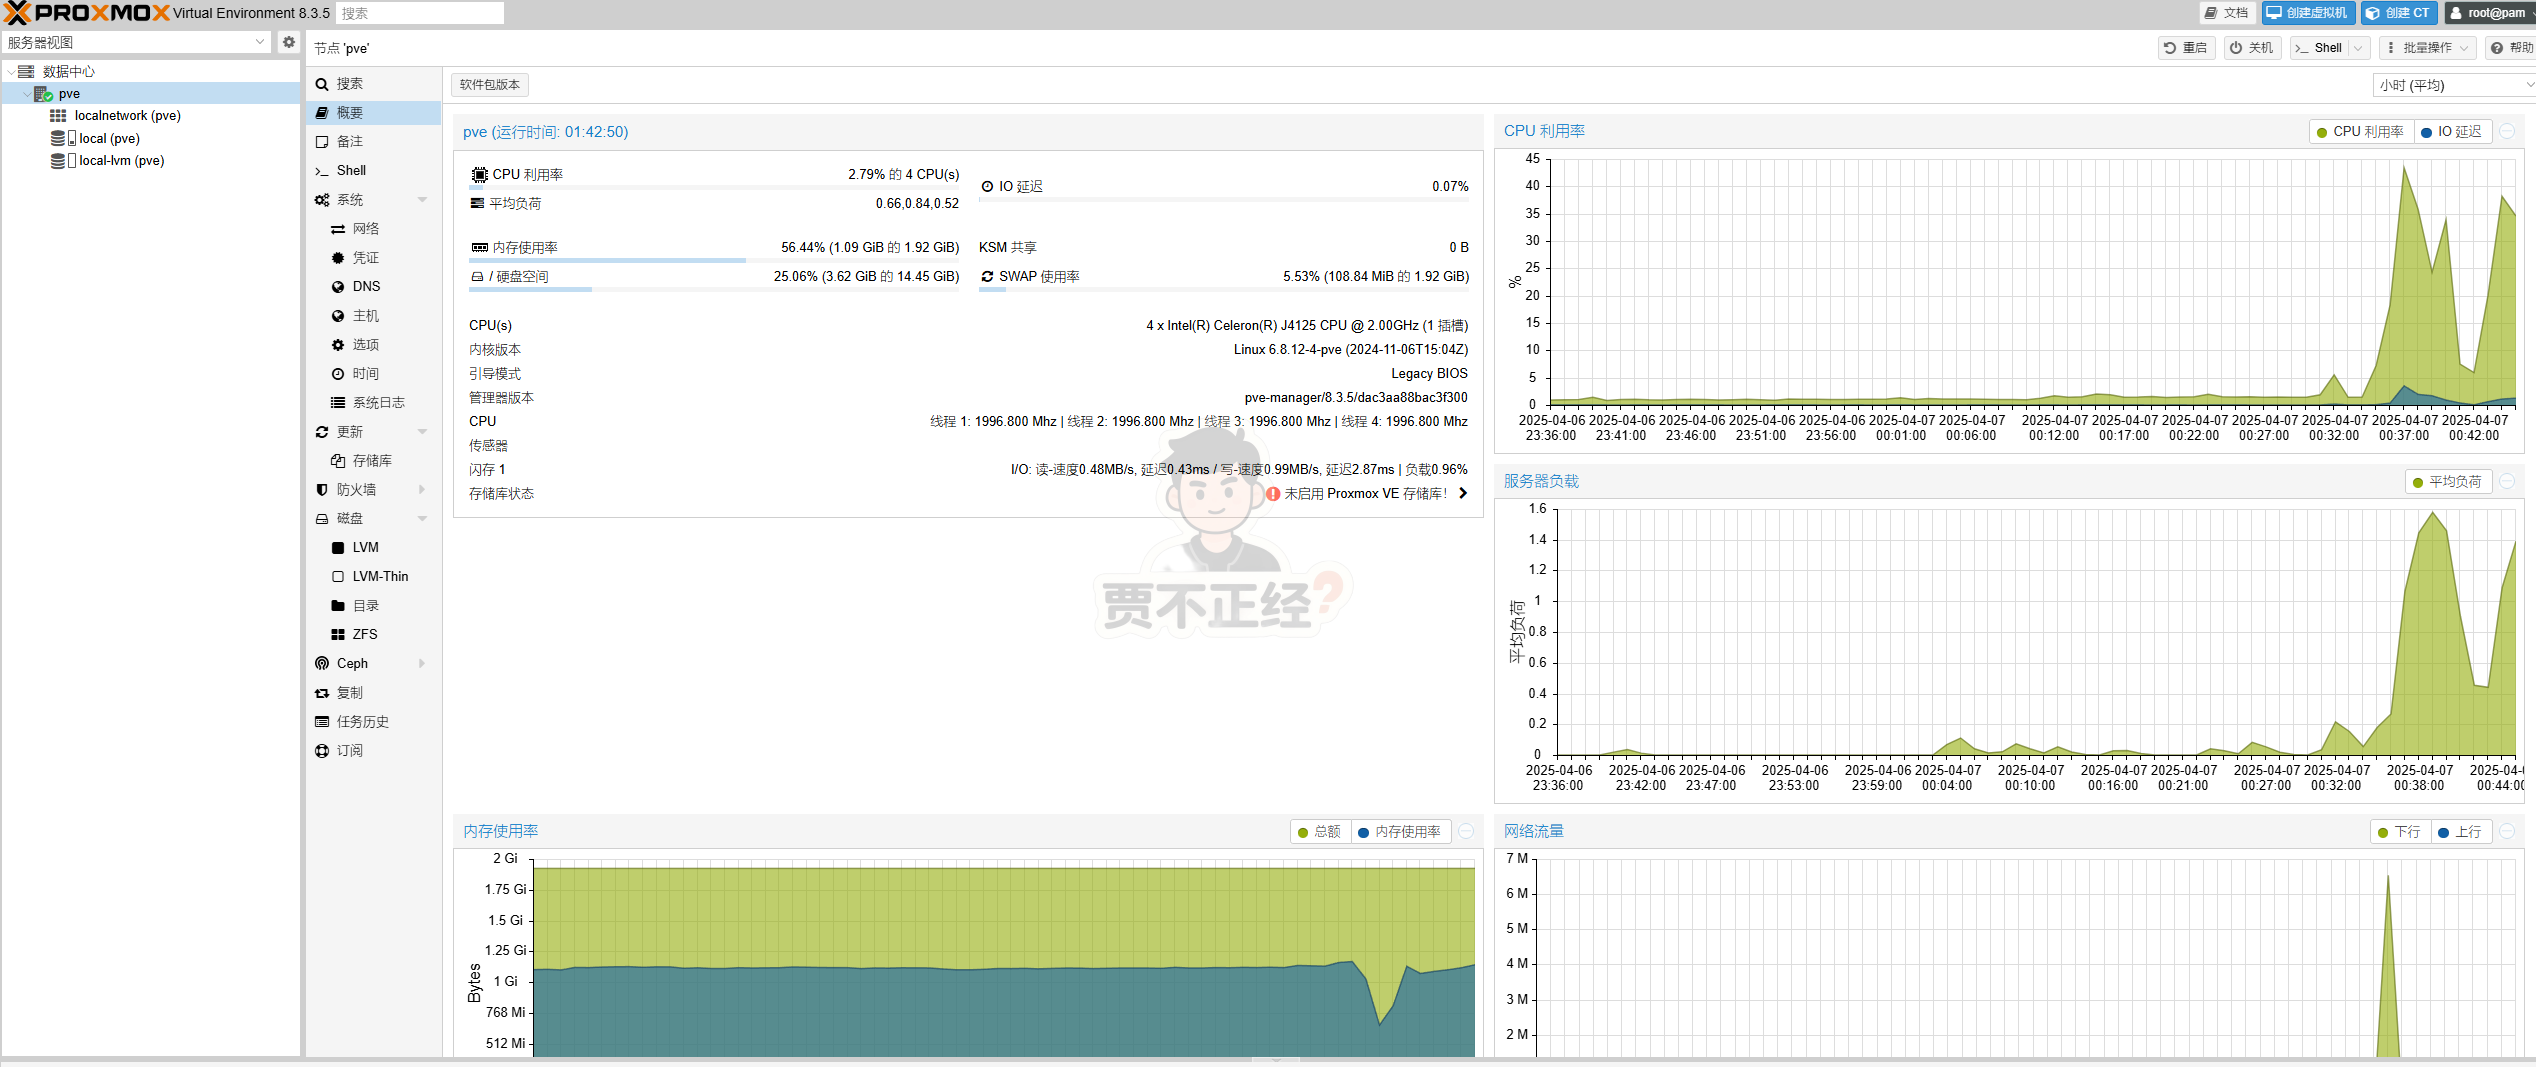 PROXMOX Virtual Environment 8.3.5 搜索 文档 创建虚拟机 创建 CT root@pam
服务器视图
数据中心
pve
localnetwork (pve)
local (pve)
local-lvm (pve)
节点 'pve' 重启 关机 Shell 批量操作 帮助
搜索
概要
备注
Shell
系统
网络
凭证
DNS
主机
选项
时间
系统日志
更新
存储库
防火墙
磁盘
LVM
LVM-Thin
目录
ZFS
Ceph
复制
任务历史
订阅
软件包版本 小时 (平均)
pve (运行时间: 01:42:50)
CPU 利用率 2.79% 的 4 CPU(s)
IO 延迟 0.07%
平均负荷 0.66,0.84,0.52
内存使用率 56.44% (1.09 GiB 的 1.92 GiB)
KSM 共享 0 B
/ 硬盘空间 25.06% (3.62 GiB 的 14.45 GiB)
SWAP 使用率 5.53% (108.84 MiB 的 1.92 GiB)
CPU(s) 4 x Intel(R) Celeron(R) J4125 CPU @ 2.00GHz (1 插槽)
内核版本 Linux 6.8.12-4-pve (2024-11-06T15:04Z)
引导模式 Legacy BIOS
管理器版本 pve-manager/8.3.5/dac3aa88bac3f300
CPU 线程 1: 1996.800 Mhz | 线程 2: 1996.800 Mhz | 线程 3: 1996.800 Mhz | 线程 4: 1996.800 Mhz
传感器
闪存 1 I/O: 读-速度0.48MB/s, 延迟0.43ms / 写-速度0.99MB/s, 延迟2.87ms | 负载0.96%
存储库状态 未启用 Proxmox VE 存储库!
贾不正经?
CPU 利用率 CPU 利用率 IO 延迟
45
40
35
30
25
20
15
10
5
0
%
2025-04-06 2025-04-06 2025-04-06 2025-04-06 2025-04-06 2025-04-07 2025-04-07 2025-04-07 2025-04-07 2025-04-07 2025-04-07 2025-04-07 2025-04-07 2025-04-07
23:36:00 23:41:00 23:46:00 23:51:00 23:56:00 00:01:00 00:06:00 00:12:00 00:17:00 00:22:00 00:27:00 00:32:00 00:37:00 00:42:00
服务器负载 平均负荷
1.6
1.4
1.2
1
0.8
0.6
0.4
0.2
0
平均负荷
2025-04-06 2025-04-06 2025-04-06 2025-04-06 2025-04-06 2025-04-07 2025-04-07 2025-04-07 2025-04-07 2025-04-07 2025-04-07 2025-04-07 2025-04-
23:36:00 23:42:00 23:47:00 23:53:00 23:59:00 00:04:00 00:10:00 00:16:00 00:21:00 00:27:00 00:32:00 00:38:00 00:44:00
内存使用率 总额 内存使用率
2 Gi
1.75 Gi
1.5 Gi
1.25 Gi
1 Gi
768 Mi
512 Mi
Bytes
网络流量 下行 上行
7 M
6 M
5 M
4 M
3 M
2 M